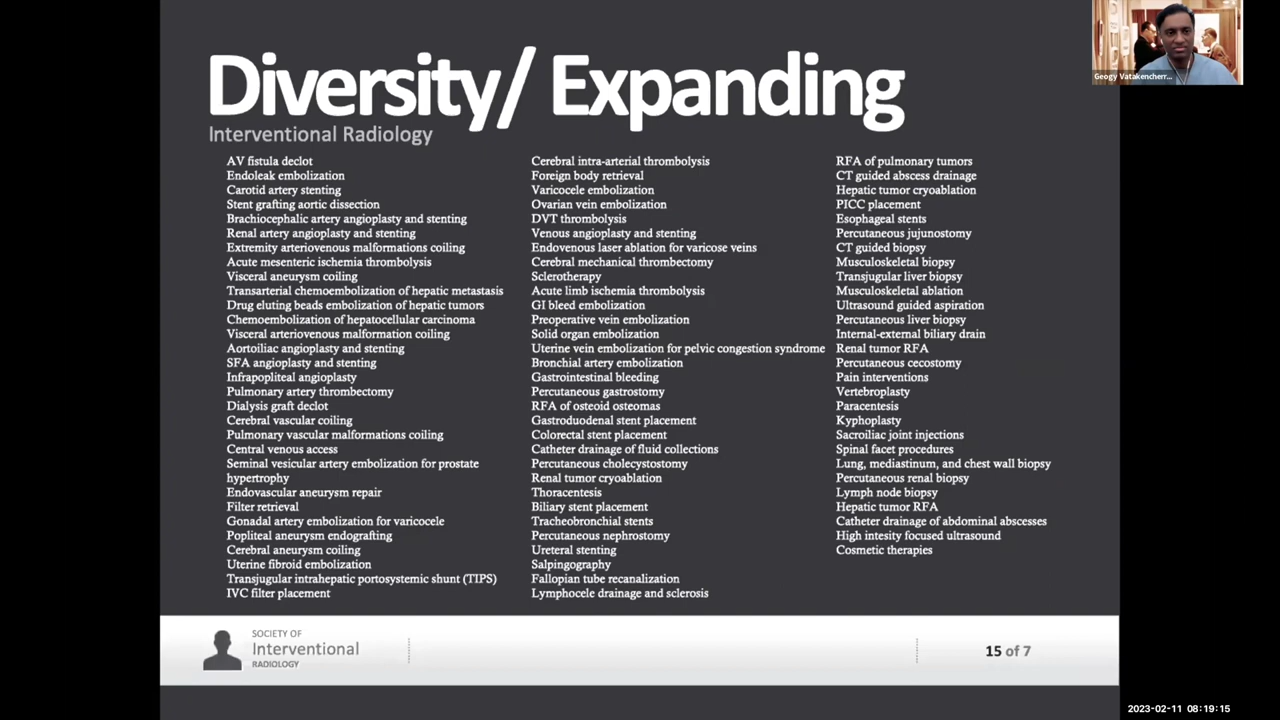 Diversity/ Expanding
Interventional Radiology
AV fistula declot
Endoleak embolization
Carotid artery stenting
Stent grafting aortic dissection
Brachiocephalic artery angioplasty and stenting
Renal artery angioplasty and stenting
Extremity arteriovenous malformations coiling
Acute mesenteric ischemia thrombolysis
Visceral aneurysm coiling
Transarterial chemoembolization of hepatic metastasis
Drug eluting beads embolization of hepatic tumors
Chemoembolization of hepatocellular carcinoma
Visceral arteriovenous malformation coiling
Aortoiliac angioplasty and stenting
SFA angioplasty and stenting
Infrapopliteal angioplasty
Pulmonary artery thrombectomy
Dialysis graft declot
Cerebral vascular coiling
Pulmonary vascular malformations coiling
Central venous access
Seminal vesicular artery embolization for prostate
hypertrophy
Endovascular aneurysm repair
Filter retrieval
Gonadal artery embolization for varicocele
Popliteal aneurysm endografting
Cerebral aneurysm coiling
Uterine fibroid embolization
Transjugular intrahepatic portosystemic shunt (TIPS)
IVC filter placement
Cerebral intra-arterial thrombolysis
Foreign body retrieval
Varicocele embolization
Ovarian vein embolization
DVT thrombolysis
Venous angioplasty and stenting
Endovenous laser ablation for varicose veins
Cerebral mechanical thrombectomy
Sclerotherapy
Acute limb ischemia thrombolysis
GI bleed embolization
Preoperative vein embolization
Solid organ embolization
Uterine vein embolization for pelvic congestion syndrome
Bronchial artery embolization
Gastrointestinal bleeding
Percutaneous gastrostomy
RFA of osteoid osteomas
Gastroduodenal stent placement
Colorectal stent placement
Catheter drainage of fluid collections
Percutaneous cholecystostomy
Renal tumor cryoablation
Thoracentesis
Biliary stent placement
Tracheobronchial stents
Percutaneous nephrostomy
Ureteral stenting
Salpingography
Fallopian tube recanalization
Lymphocele drainage and sclerosis
RFA of pulmonary tumors
CT guided abscess drainage
Hepatic tumor cryoablation
PICC placement
Esophageal stents
Percutaneous jujunostomy
CT guided biopsy
Musculoskeletal biopsy
Transjugular liver biopsy
Musculoskeletal ablation
Ultrasound guided aspiration
Percutaneous liver biopsy
Internal-external biliary drain
Renal tumor RFA
Percutaneous cecostomy
Pain interventions
Vertebroplasty
Paracentesis
Kyphoplasty
Sacroiliac joint injections
Spinal facet procedures
Lung, mediastinum, and chest wall biopsy
Percutaneous renal biopsy
Lymph node biopsy
Hepatic tumor RFA
Catheter drainage of abdominal abscesses
High intesity focused ultrasound
Cosmetic therapies
SOCIETY OF
Interventional
RADIOLOGY
15 of 7
Geogy Vatakencherr...
2023-02-11 08:19:15